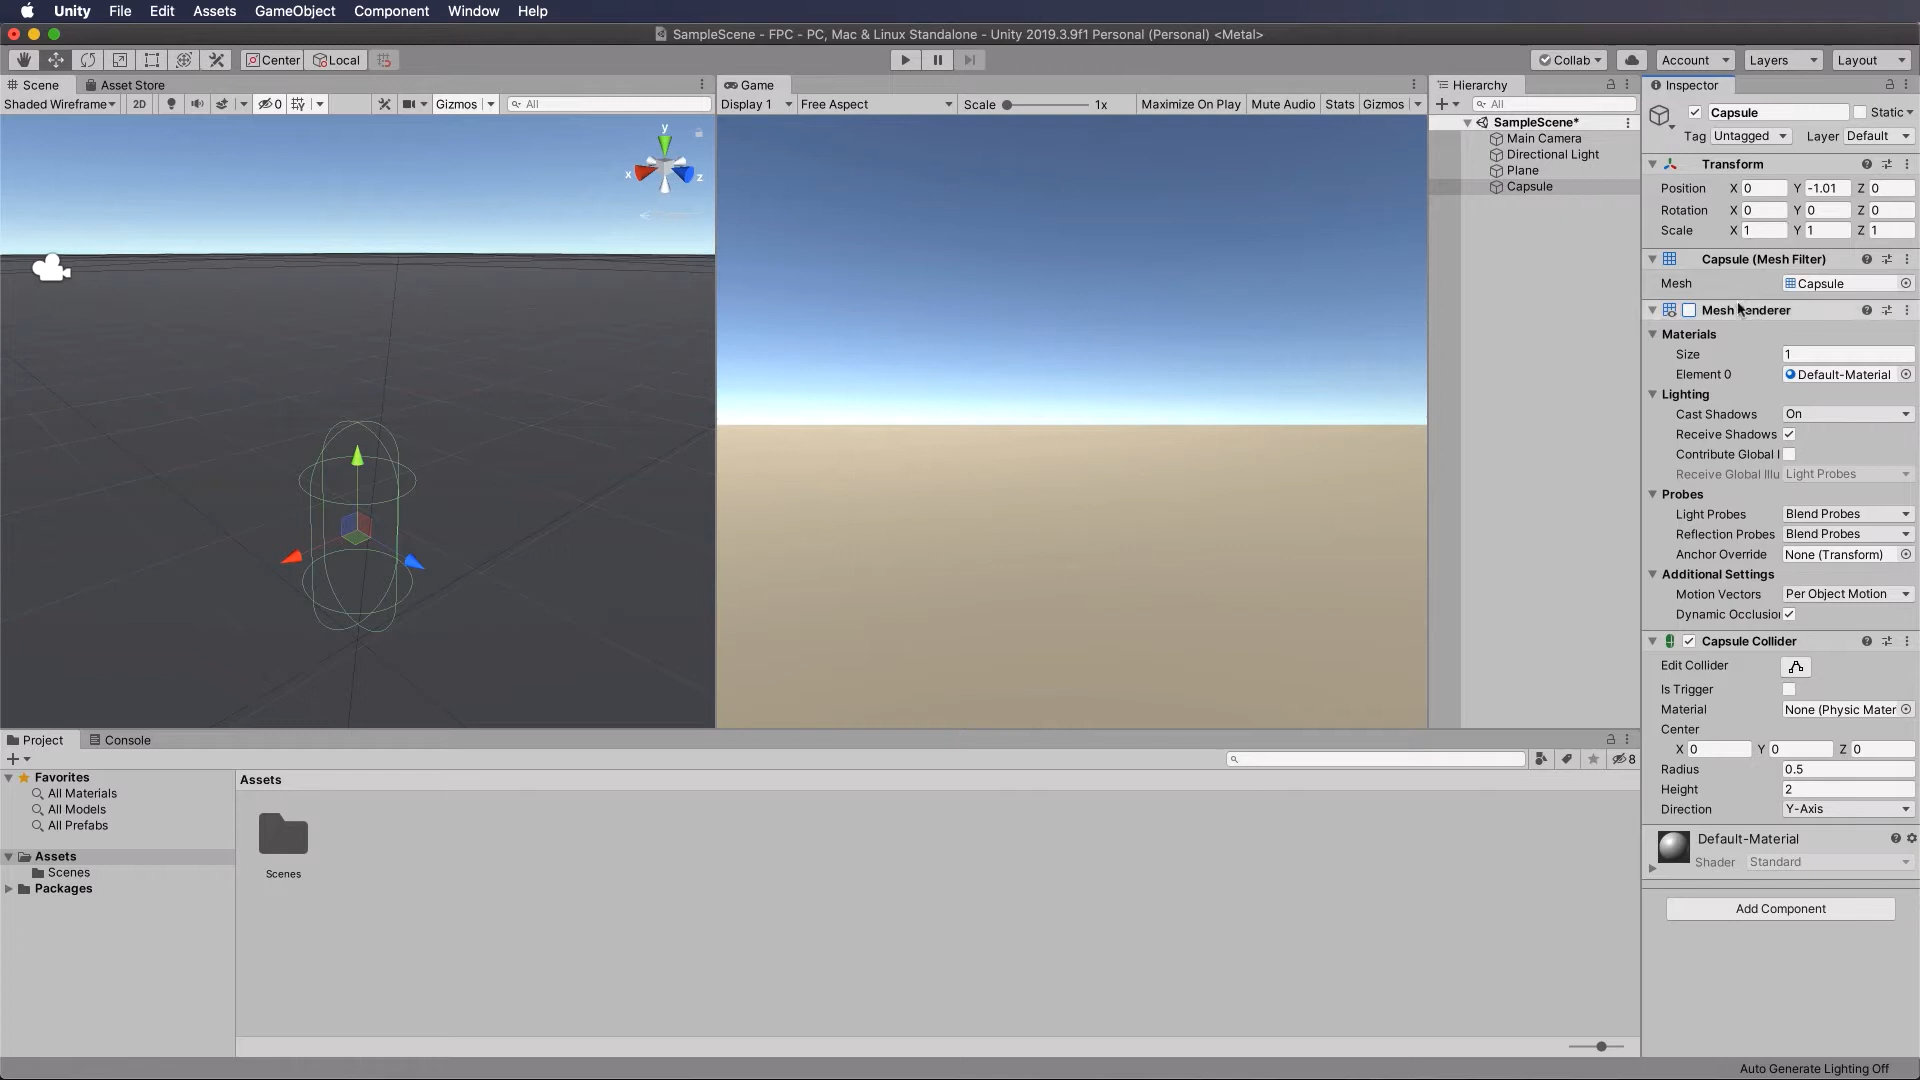 Unity File Edit Assets GameObject Component Window Help
SampleScene - FPC - PC, Mac & Linux Standalone - Unity 2019.3.9f1 Personal (Personal) <Metal>
Center Local Collab Account Layers Layout
Scene Asset Store
Shaded Wireframe 2D 0 Gizmos All
y
x
z
Game
Display 1 Free Aspect Scale 1x Maximize On Play Mute Audio Stats Gizmos
Hierarchy
All
SampleScene*
Main Camera
Directional Light
Plane
Capsule
Inspector
Capsule Static
Tag Untagged Layer Default
Transform
Position X 0 Y -1.01 Z 0
Rotation X 0 Y 0 Z 0
Scale X 1 Y 1 Z 1
Capsule (Mesh Filter)
Mesh Capsule
Mesh Renderer
Materials
Size 1
Element 0 Default-Material
Lighting
Cast Shadows On
Receive Shadows
Contribute Global I
Receive Global Illu Light Probes
Probes
Light Probes Blend Probes
Reflection Probes Blend Probes
Anchor Override None (Transform)
Additional Settings
Motion Vectors Per Object Motion
Dynamic Occlusion
Capsule Collider
Edit Collider
Is Trigger
Material None (Physic Mater
Center
X 0 Y 0 Z 0
Radius 0.5
Height 2
Direction Y-Axis
Default-Material
Shader Standard
Add Component
Project Console
8
Favorites
All Materials
All Models
All Prefabs
Assets
Scenes
Packages
Assets
Scenes
Auto Generate Lighting Off